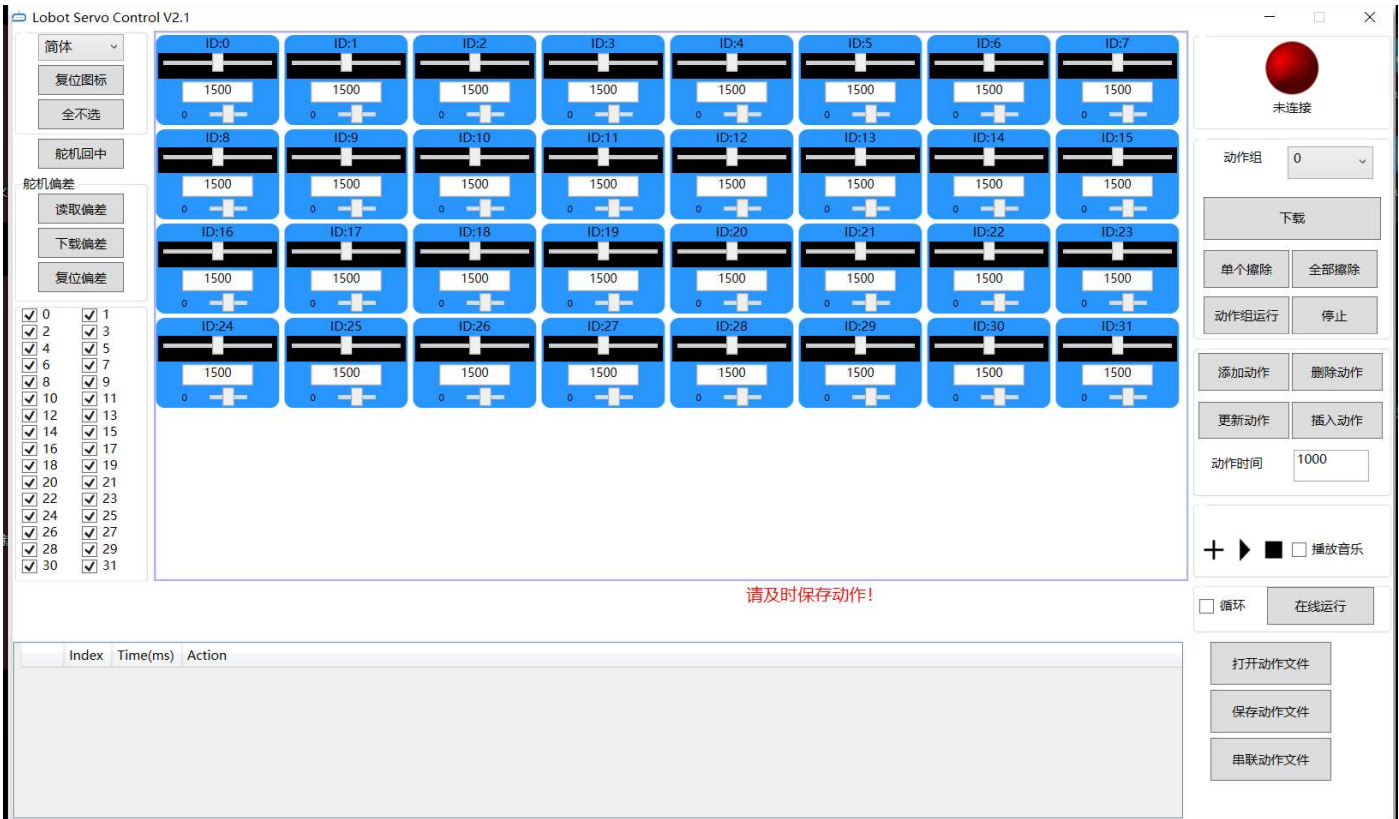 Lobot Servo Control V2.1
简体
复位图标
全不选
舵机回中
舵机偏差
读取偏差
下载偏差
复位偏差
0 1
2 3
4 5
6 7
8 9
10 11
12 13
14 15
16 17
18 19
20 21
22 23
24 25
26 27
28 29
30 31
ID:0 ID:1 ID:2 ID:3 ID:4 ID:5 ID:6 ID:7
1500 1500 1500 1500 1500 1500 1500 1500
0 0 0 0 0 0 0 0
ID:8 ID:9 ID:10 ID:11 ID:12 ID:13 ID:14 ID:15
1500 1500 1500 1500 1500 1500 1500 1500
0 0 0 0 0 0 0 0
ID:16 ID:17 ID:18 ID:19 ID:20 ID:21 ID:22 ID:23
1500 1500 1500 1500 1500 1500 1500 1500
0 0 0 0 0 0 0 0
ID:24 ID:25 ID:26 ID:27 ID:28 ID:29 ID:30 ID:31
1500 1500 1500 1500 1500 1500 1500 1500
0 0 0 0 0 0 0 0
请及时保存动作！
Index Time(ms) Action
未连接
动作组 0
下载
单个擦除 全部擦除
动作组运行 停止
添加动作 删除动作
更新动作 插入动作
动作时间 1000
播放音乐
循环 在线运行
打开动作文件
保存动作文件
串联动作文件